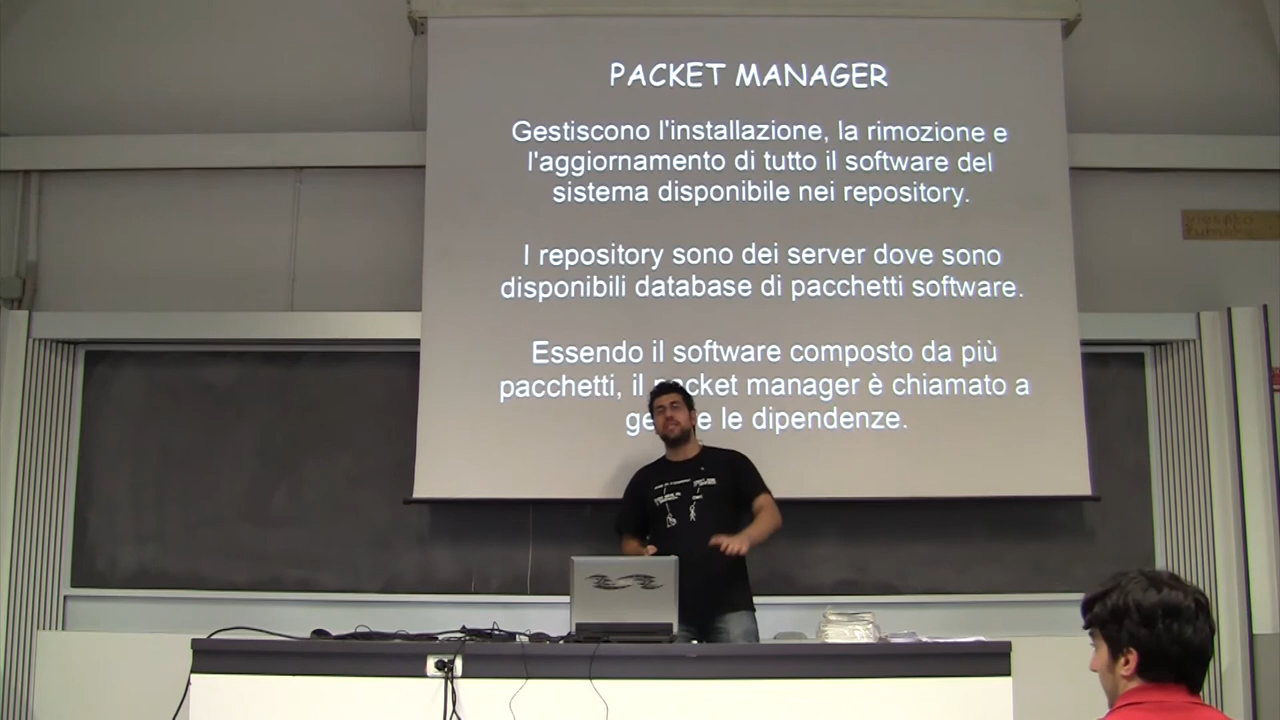 PACKET MANAGER
Gestiscono l'installazione, la rimozione e
l'aggiornamento di tutto il software del
sistema disponibile nei repository.
I repository sono dei server dove sono
disponibili database di pacchetti software.
Essendo il software composto da più
pacchetti, il packet manager è chiamato a
le dipendenze.